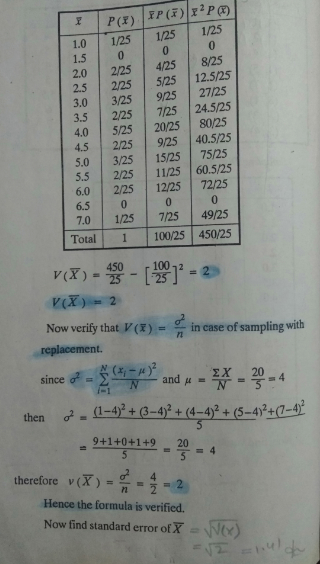 x̄ P(x̄) x̄P(x̄) x̄²P(x̄)
1.0 1/25 1/25 1/25
1.5 0 0 0
2.0 2/25 4/25 8/25
2.5 2/25 5/25 12.5/25
3.0 3/25 9/25 27/25
3.5 2/25 7/25 24.5/25
4.0 5/25 20/25 80/25
4.5 2/25 9/25 40.5/25
5.0 3/25 15/25 75/25
5.5 2/25 11/25 60.5/25
6.0 2/25 12/25 72/25
6.5 0 0 0
7.0 1/25 7/25 49/25
Total 1 100/25 450/25
V(X̄) = 450/25 − [100/25]² = 2
V(X̄) = 2
Now verify that V(x̄) = σ²/n in case of sampling with
replacement.
since σ² = Σ_{i=1}^{N} (xᵢ−μ)²/N and μ = ΣX/N = 20/5 = 4
then σ² = (1−4)² + (3−4)² + (4−4)² + (5−4)²+(7−4)²/5
= 9+1+0+1+9/5 = 20/5 = 4
therefore v(X̄) = σ²/n = 4/2 = 2
Hence the formula is verified.
Now find standard error of X̄ = √V(x)
= √2 = 1.41